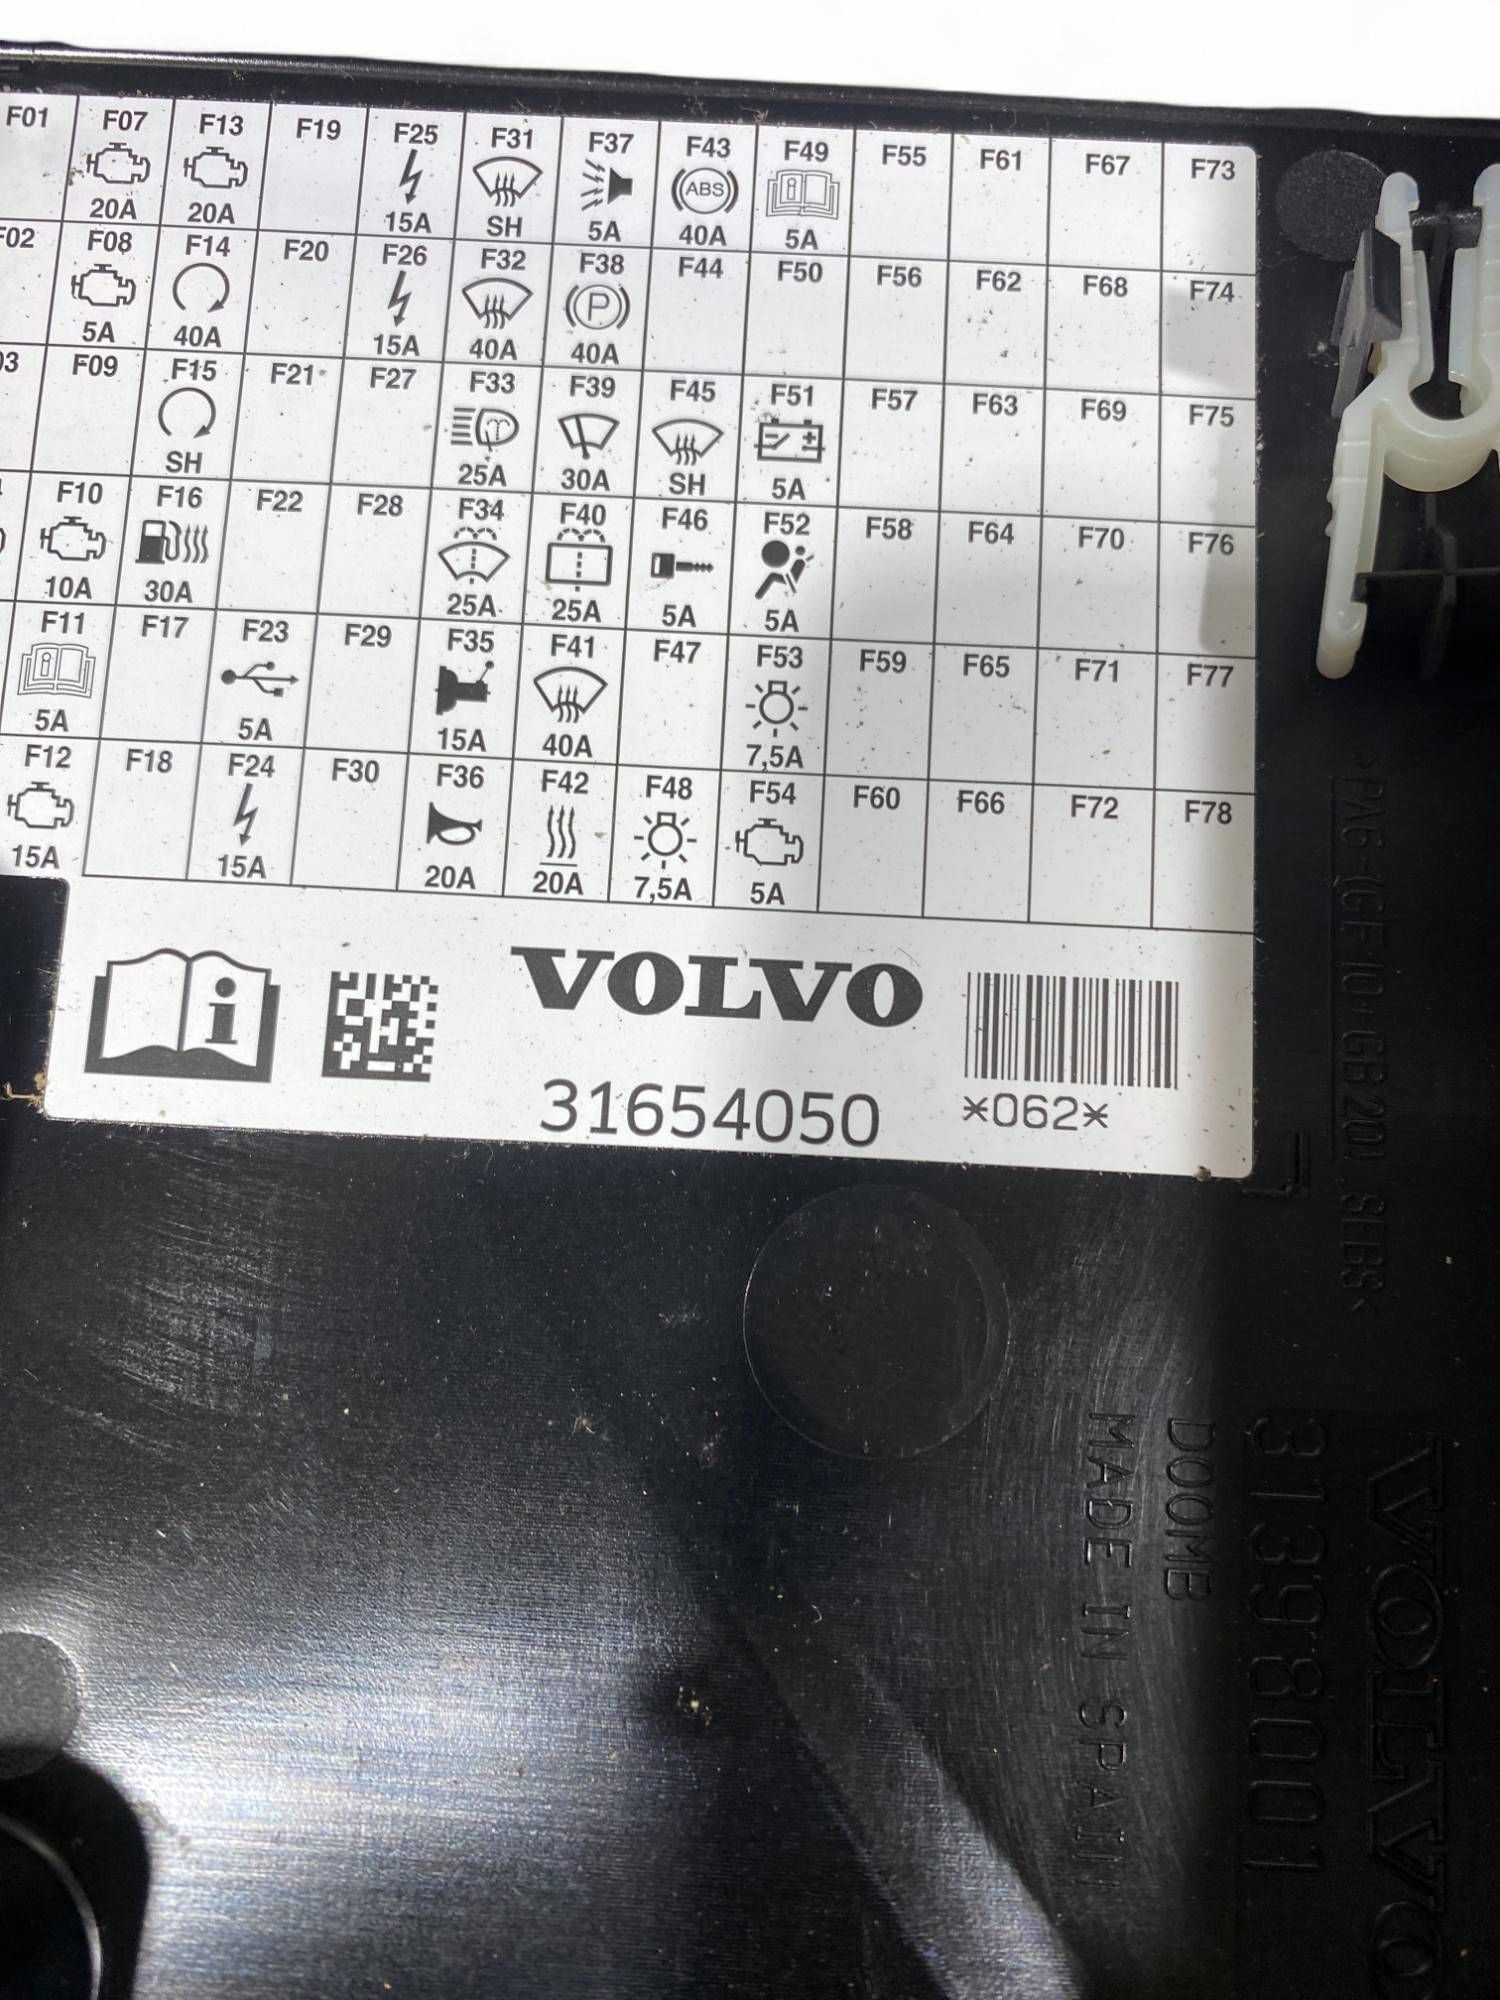 F01 F07 F13 F19 F25 F31 F37 F43 F49 F55 F61 F67 F73
ABS
20A 20A 15A SH 5A 40A 5A
F02 F08 F14 F20 F26 F32 F38 F44 F50 F56 F62 F68 F74
P
5A 40A 15A 40A 40A
03 F09 F15 F21 F27 F33 F39 F45 F51 F57 F63 F69 F75
SH 25A 30A SH 5A
F10 F16 F22 F28 F34 F40 F46 F52 F58 F64 F70 F76
10A 30A 25A 25A 5A 5A
F11 F17 F23 F29 F35 F41 F47 F53 F59 F65 F71 F77
5A 5A 15A 40A 7,5A
F12 F18 F24 F30 F36 F42 F48 F54 F60 F66 F72 F78
15A 15A 20A 20A 7,5A 5A
VOLVO
31654050
*062*
VOLVO
31398001
DOOMB
MADE IN SPAIN